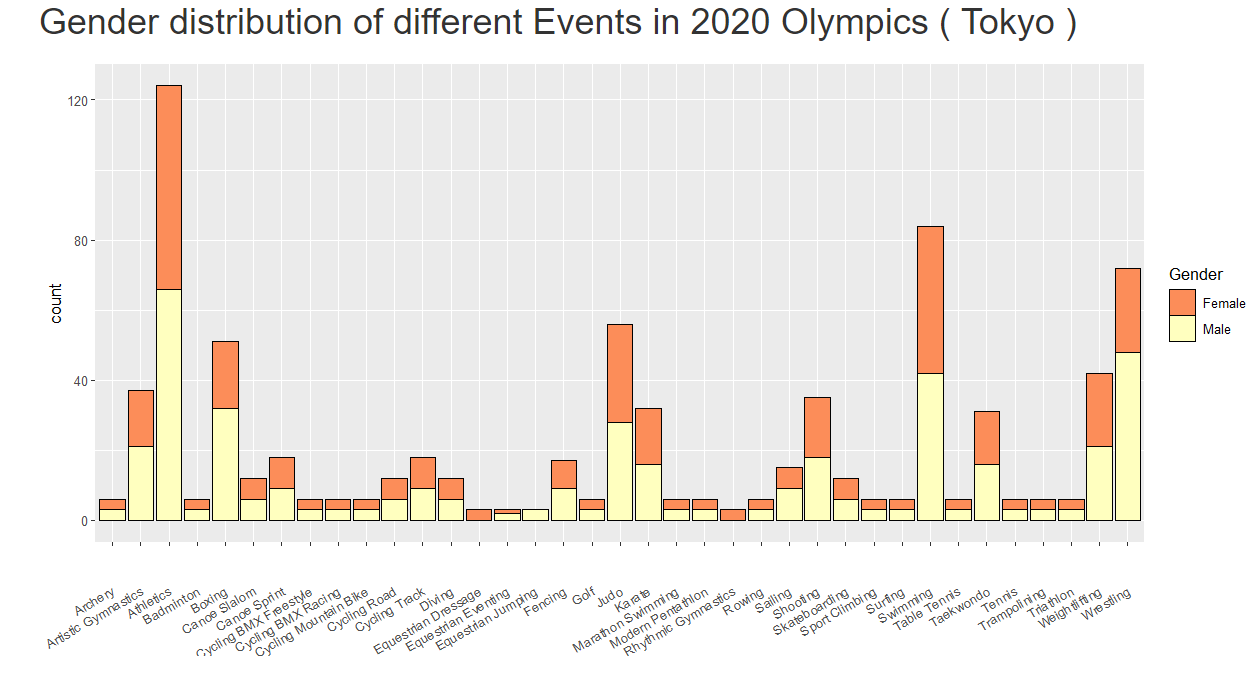 Gender distribution of different Events in 2020 Olympics ( Tokyo )
120
80
40
0
count
Gender
Female
Male
Archery
Artistic Gymnastics
Athletics
Badminton
Boxing
Canoe Slalom
Canoe Sprint
Cycling BMX Freestyle
Cycling BMX Racing
Cycling Mountain Bike
Cycling Road
Cycling Track
Diving
Equestrian Dressage
Equestrian Eventing
Equestrian Jumping
Fencing
Golf
Judo
Karate
Marathon Swimming
Modern Pentathlon
Rhythmic Gymnastics
Rowing
Sailing
Shooting
Skateboarding
Sport Climbing
Surfing
Swimming
Table Tennis
Taekwondo
Tennis
Trampolining
Triathlon
Weightlifting
Wrestling